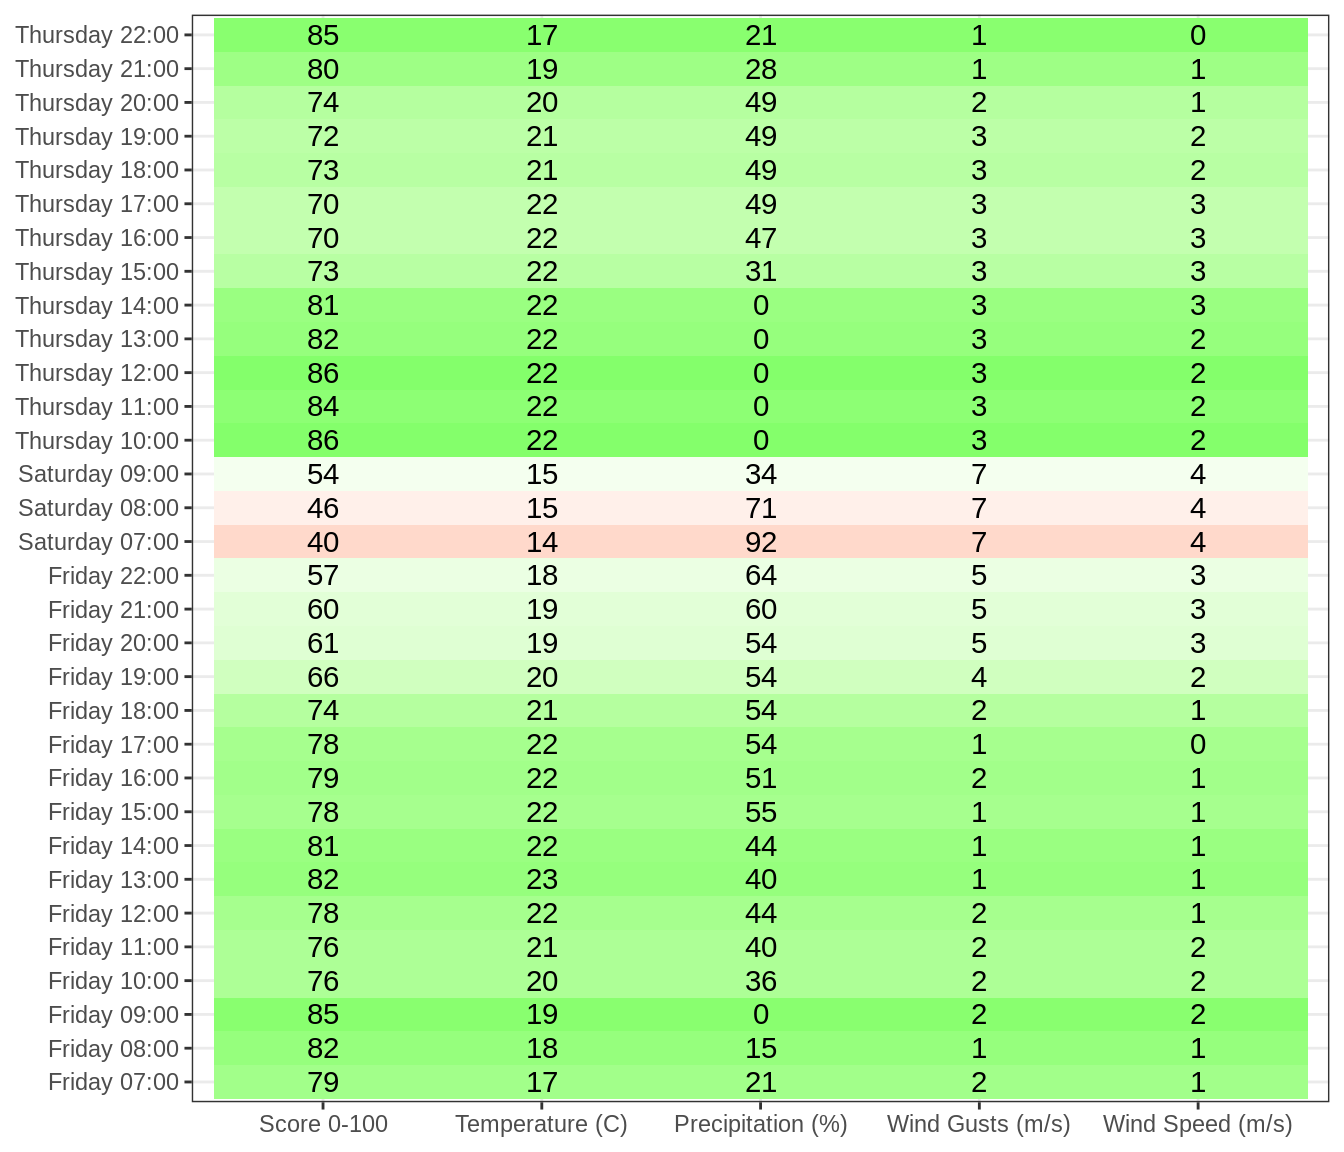 Thursday 22:00 85 17 21 1 0
Thursday 21:00 80 19 28 1 1
Thursday 20:00 74 20 49 2 1
Thursday 19:00 72 21 49 3 2
Thursday 18:00 73 21 49 3 2
Thursday 17:00 70 22 49 3 3
Thursday 16:00 70 22 47 3 3
Thursday 15:00 73 22 31 3 3
Thursday 14:00 81 22 0 3 3
Thursday 13:00 82 22 0 3 2
Thursday 12:00 86 22 0 3 2
Thursday 11:00 84 22 0 3 2
Thursday 10:00 86 22 0 3 2
Saturday 09:00 54 15 34 7 4
Saturday 08:00 46 15 71 7 4
Saturday 07:00 40 14 92 7 4
Friday 22:00 57 18 64 5 3
Friday 21:00 60 19 60 5 3
Friday 20:00 61 19 54 5 3
Friday 19:00 66 20 54 4 2
Friday 18:00 74 21 54 2 1
Friday 17:00 78 22 54 1 0
Friday 16:00 79 22 51 2 1
Friday 15:00 78 22 55 1 1
Friday 14:00 81 22 44 1 1
Friday 13:00 82 23 40 1 1
Friday 12:00 78 22 44 2 1
Friday 11:00 76 21 40 2 2
Friday 10:00 76 20 36 2 2
Friday 09:00 85 19 0 2 2
Friday 08:00 82 18 15 1 1
Friday 07:00 79 17 21 2 1
Score 0-100 Temperature (C) Precipitation (%) Wind Gusts (m/s) Wind Speed (m/s)